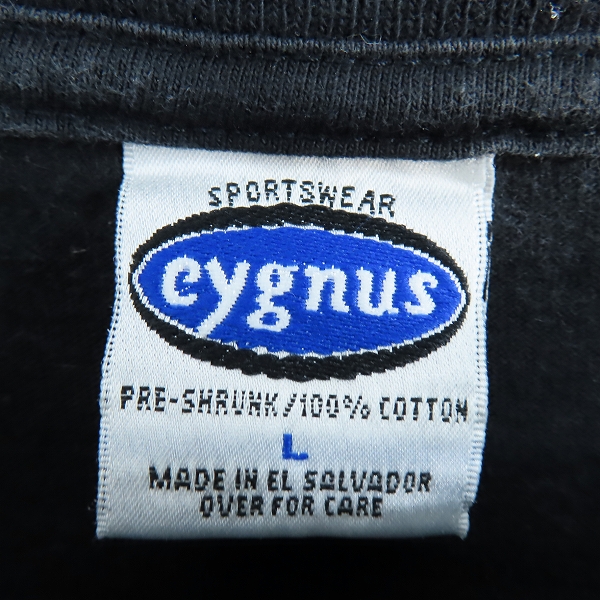 SPORTSWEAR
cygnus
PRE-SHRUNK/100% COTTON
L
MADE IN EL SALVADOR
OVER FOR CARE